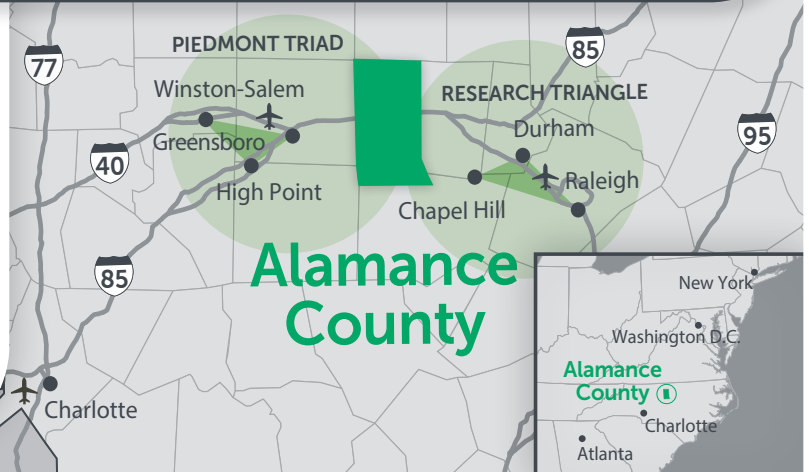 PIEDMONT TRIAD
85
77
RESEARCH TRIANGLE
Winston-Salem
Durham
95
Greensboro
40
Raleigh
High Point
Chapel Hill
Alamance
County
85
New York
Washington D.C.
Alamance
County
Charlotte
Charlotte
Atlanta